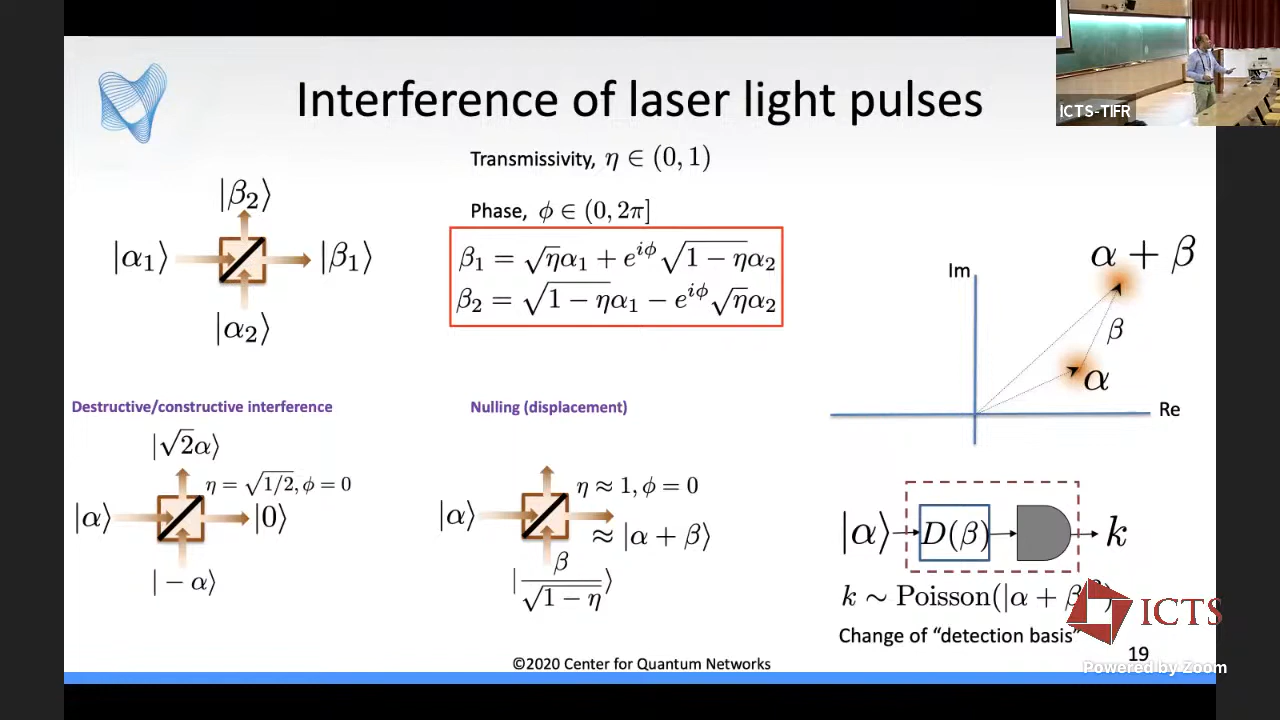 Interference of laser light pulses
ICTS-TIFR
Transmissivity, η ∈ (0, 1)
Phase, ϕ ∈ (0, 2π]
|β₂⟩
|α₁⟩
|β₁⟩
|α₂⟩
β₁ = √η α₁ + e^{iϕ} √(1 − η) α₂
β₂ = √(1 − η) α₁ − e^{iϕ} √η α₂
Im
α + β
β
α
Re
Destructive/constructive interference
|√2α⟩
η = √(1/2), ϕ = 0
|α⟩
|0⟩
| − α⟩
Nulling (displacement)
η ≈ 1, ϕ = 0
|α⟩
≈ |α + β⟩
|β/√(1 − η)⟩
|α⟩
D(β)
k
k ∼ Poisson(|α + β
Change of “detection basis”
ICTS
19
Powered by Zoom
©2020 Center for Quantum Networks